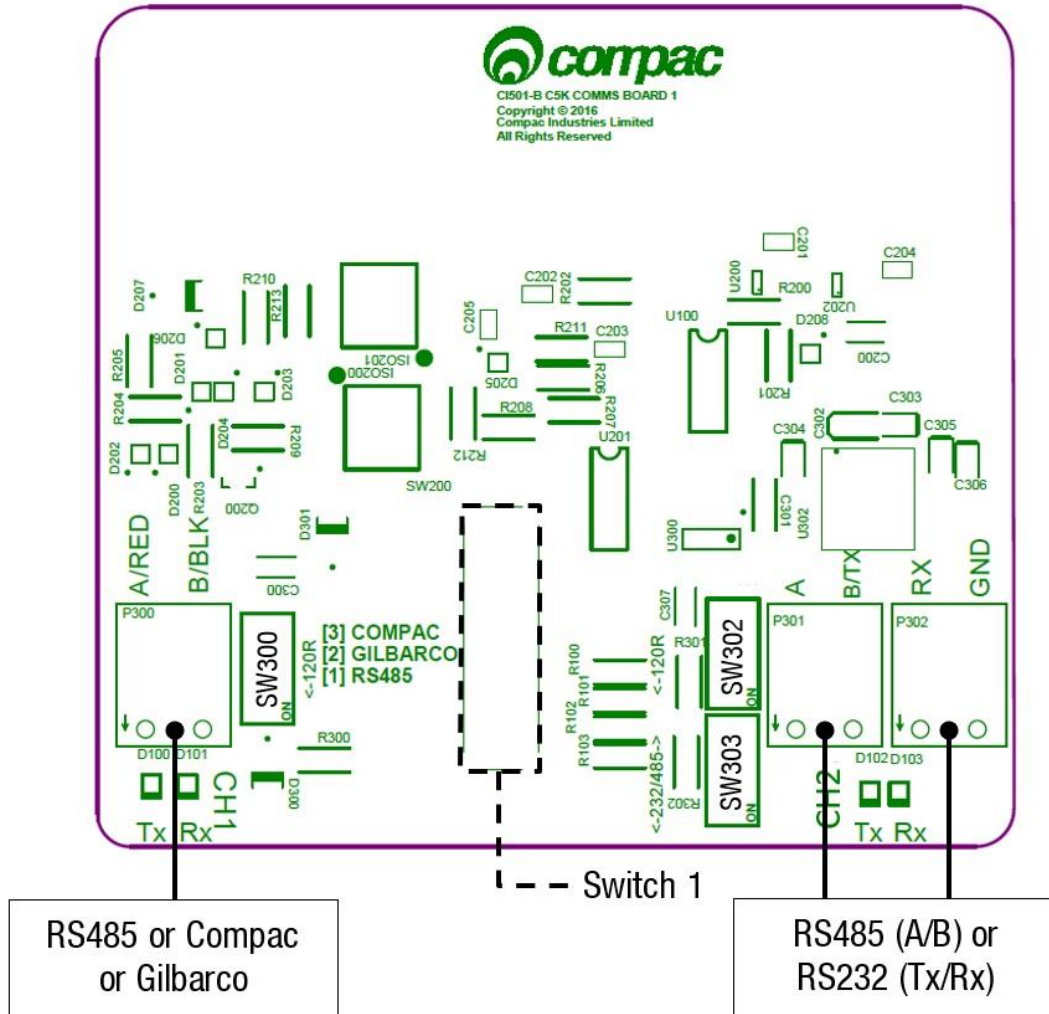 compac
CI501-B C5K COMMS BOARD 1
Copyright © 2016
Compac Industries Limited
All Rights Reserved
C201
C204
U200
U202
R200
D207
R210
R213
C202
R202
C205
C203
R211
U100
D208
C200
D206
D201
R205
ISO201
ISO200
D203
D205
R206
R201
R204
R208
R207
C302
C303
D204
R209
R212
U201
C304
C305
D202
D200
R203
Q200
SW200
C306
C301
U302
D301
U300
A/RED
B/BLK
C300
A
B/TX
RX
GND
P300
SW300
<-120R
[3] COMPAC
[2] GILBARCO
[1] RS485
ON
C307
R301
<-120R
SW302
ON
P301
P302
R100
R101
R102
R103
D100
D101
R300
D300
<-232/485->
R302
SW303
ON
D102
D103
CH1
CH2
Tx Rx
Tx Rx
Switch 1
RS485 or Compac
or Gilbarco
RS485 (A/B) or
RS232 (Tx/Rx)